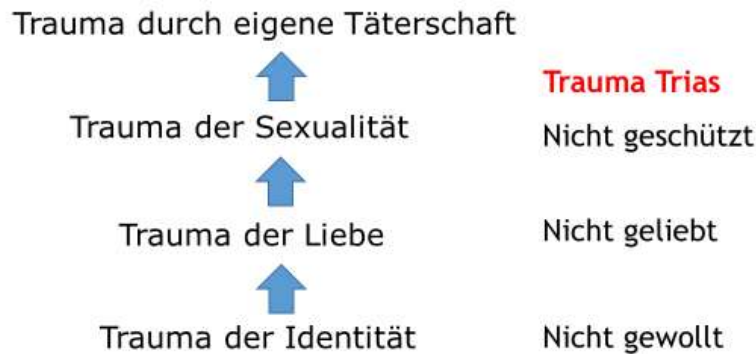 Trauma durch eigene Täterschaft
Trauma Trias
Trauma der Sexualität
Nicht geschützt
Trauma der Liebe
Nicht geliebt
Trauma der Identität
Nicht gewollt